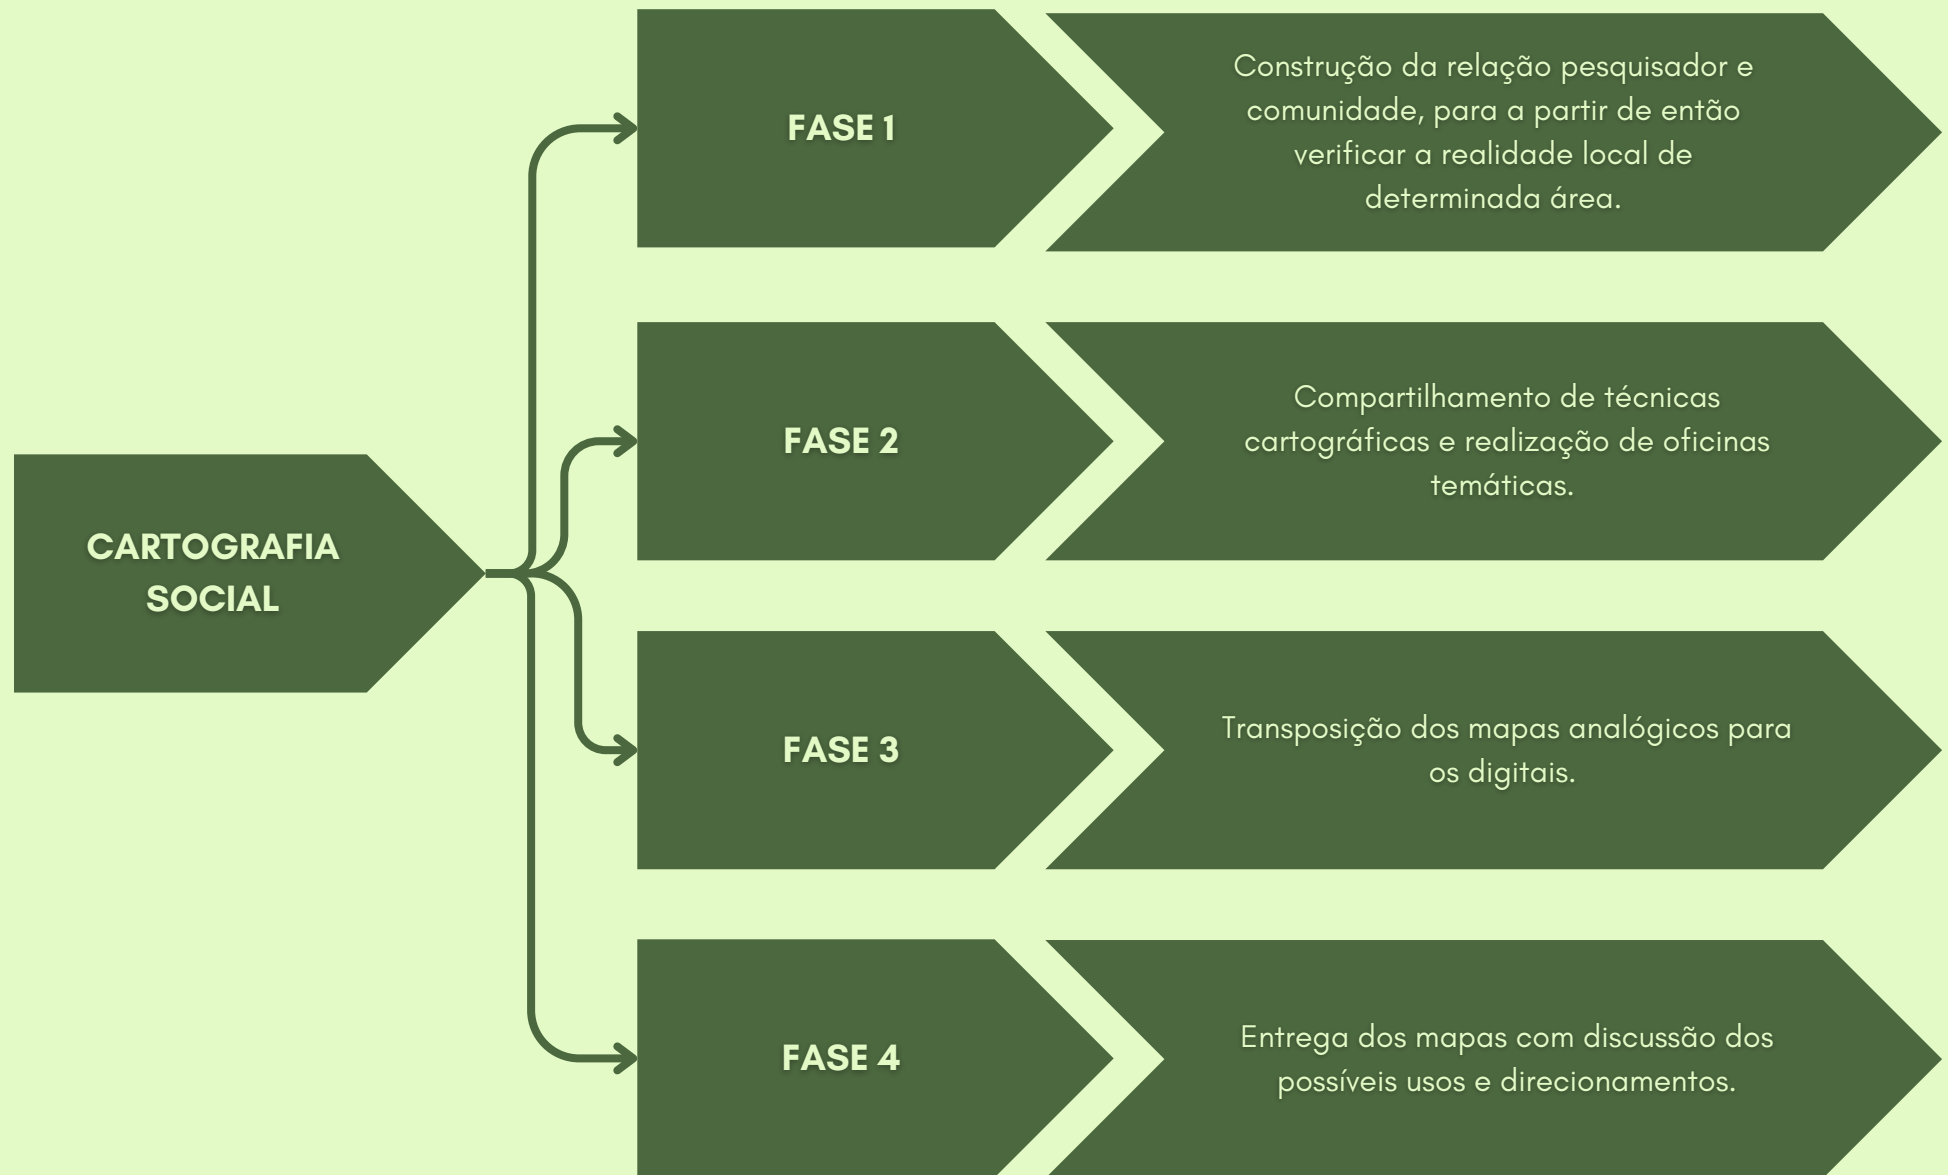 CARTOGRAFIA
SOCIAL
FASE 1
Construção da relação pesquisador e
comunidade, para a partir de então
verificar a realidade local de
determinada área.
FASE 2
Compartilhamento de técnicas
cartográficas e realização de oficinas
temáticas.
FASE 3
Transposição dos mapas analógicos para
os digitais.
FASE 4
Entrega dos mapas com discussão dos
possíveis usos e direcionamentos.